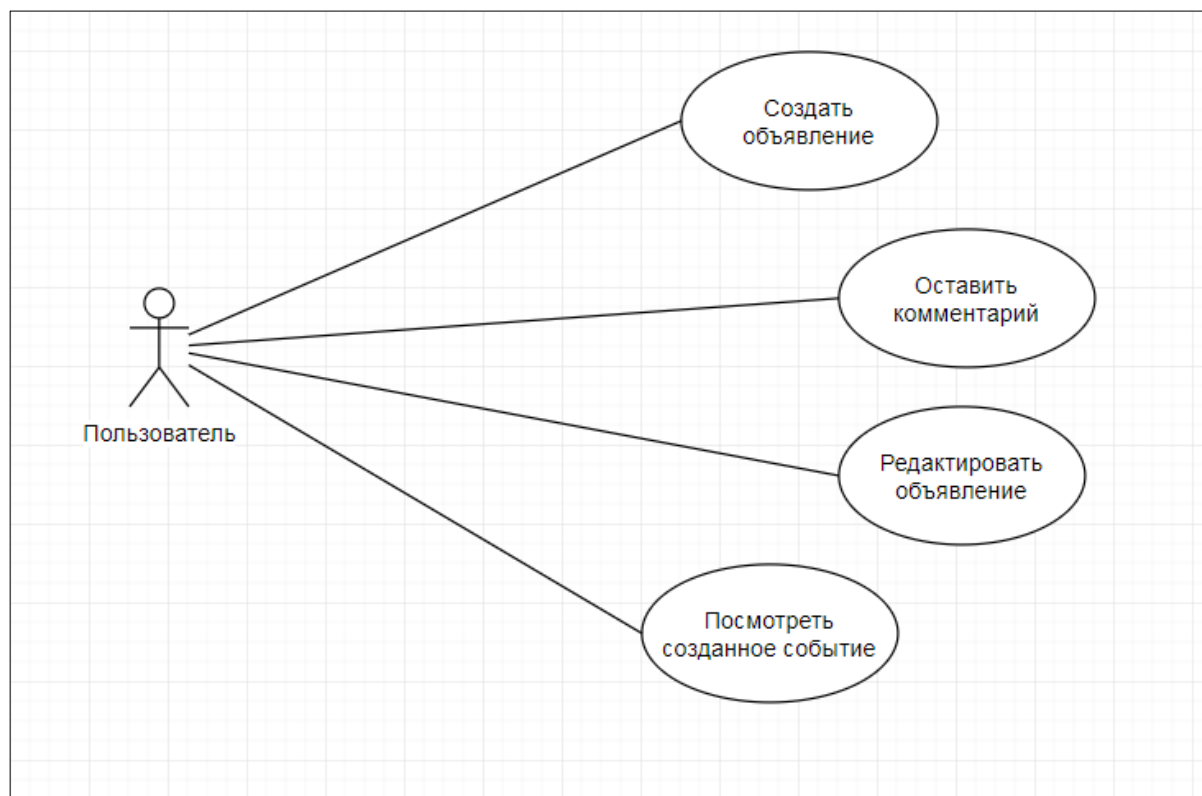 Создать
объявление
Оставить
комментарий
Пользователь
Редактировать
объявление
Посмотреть
созданное событие